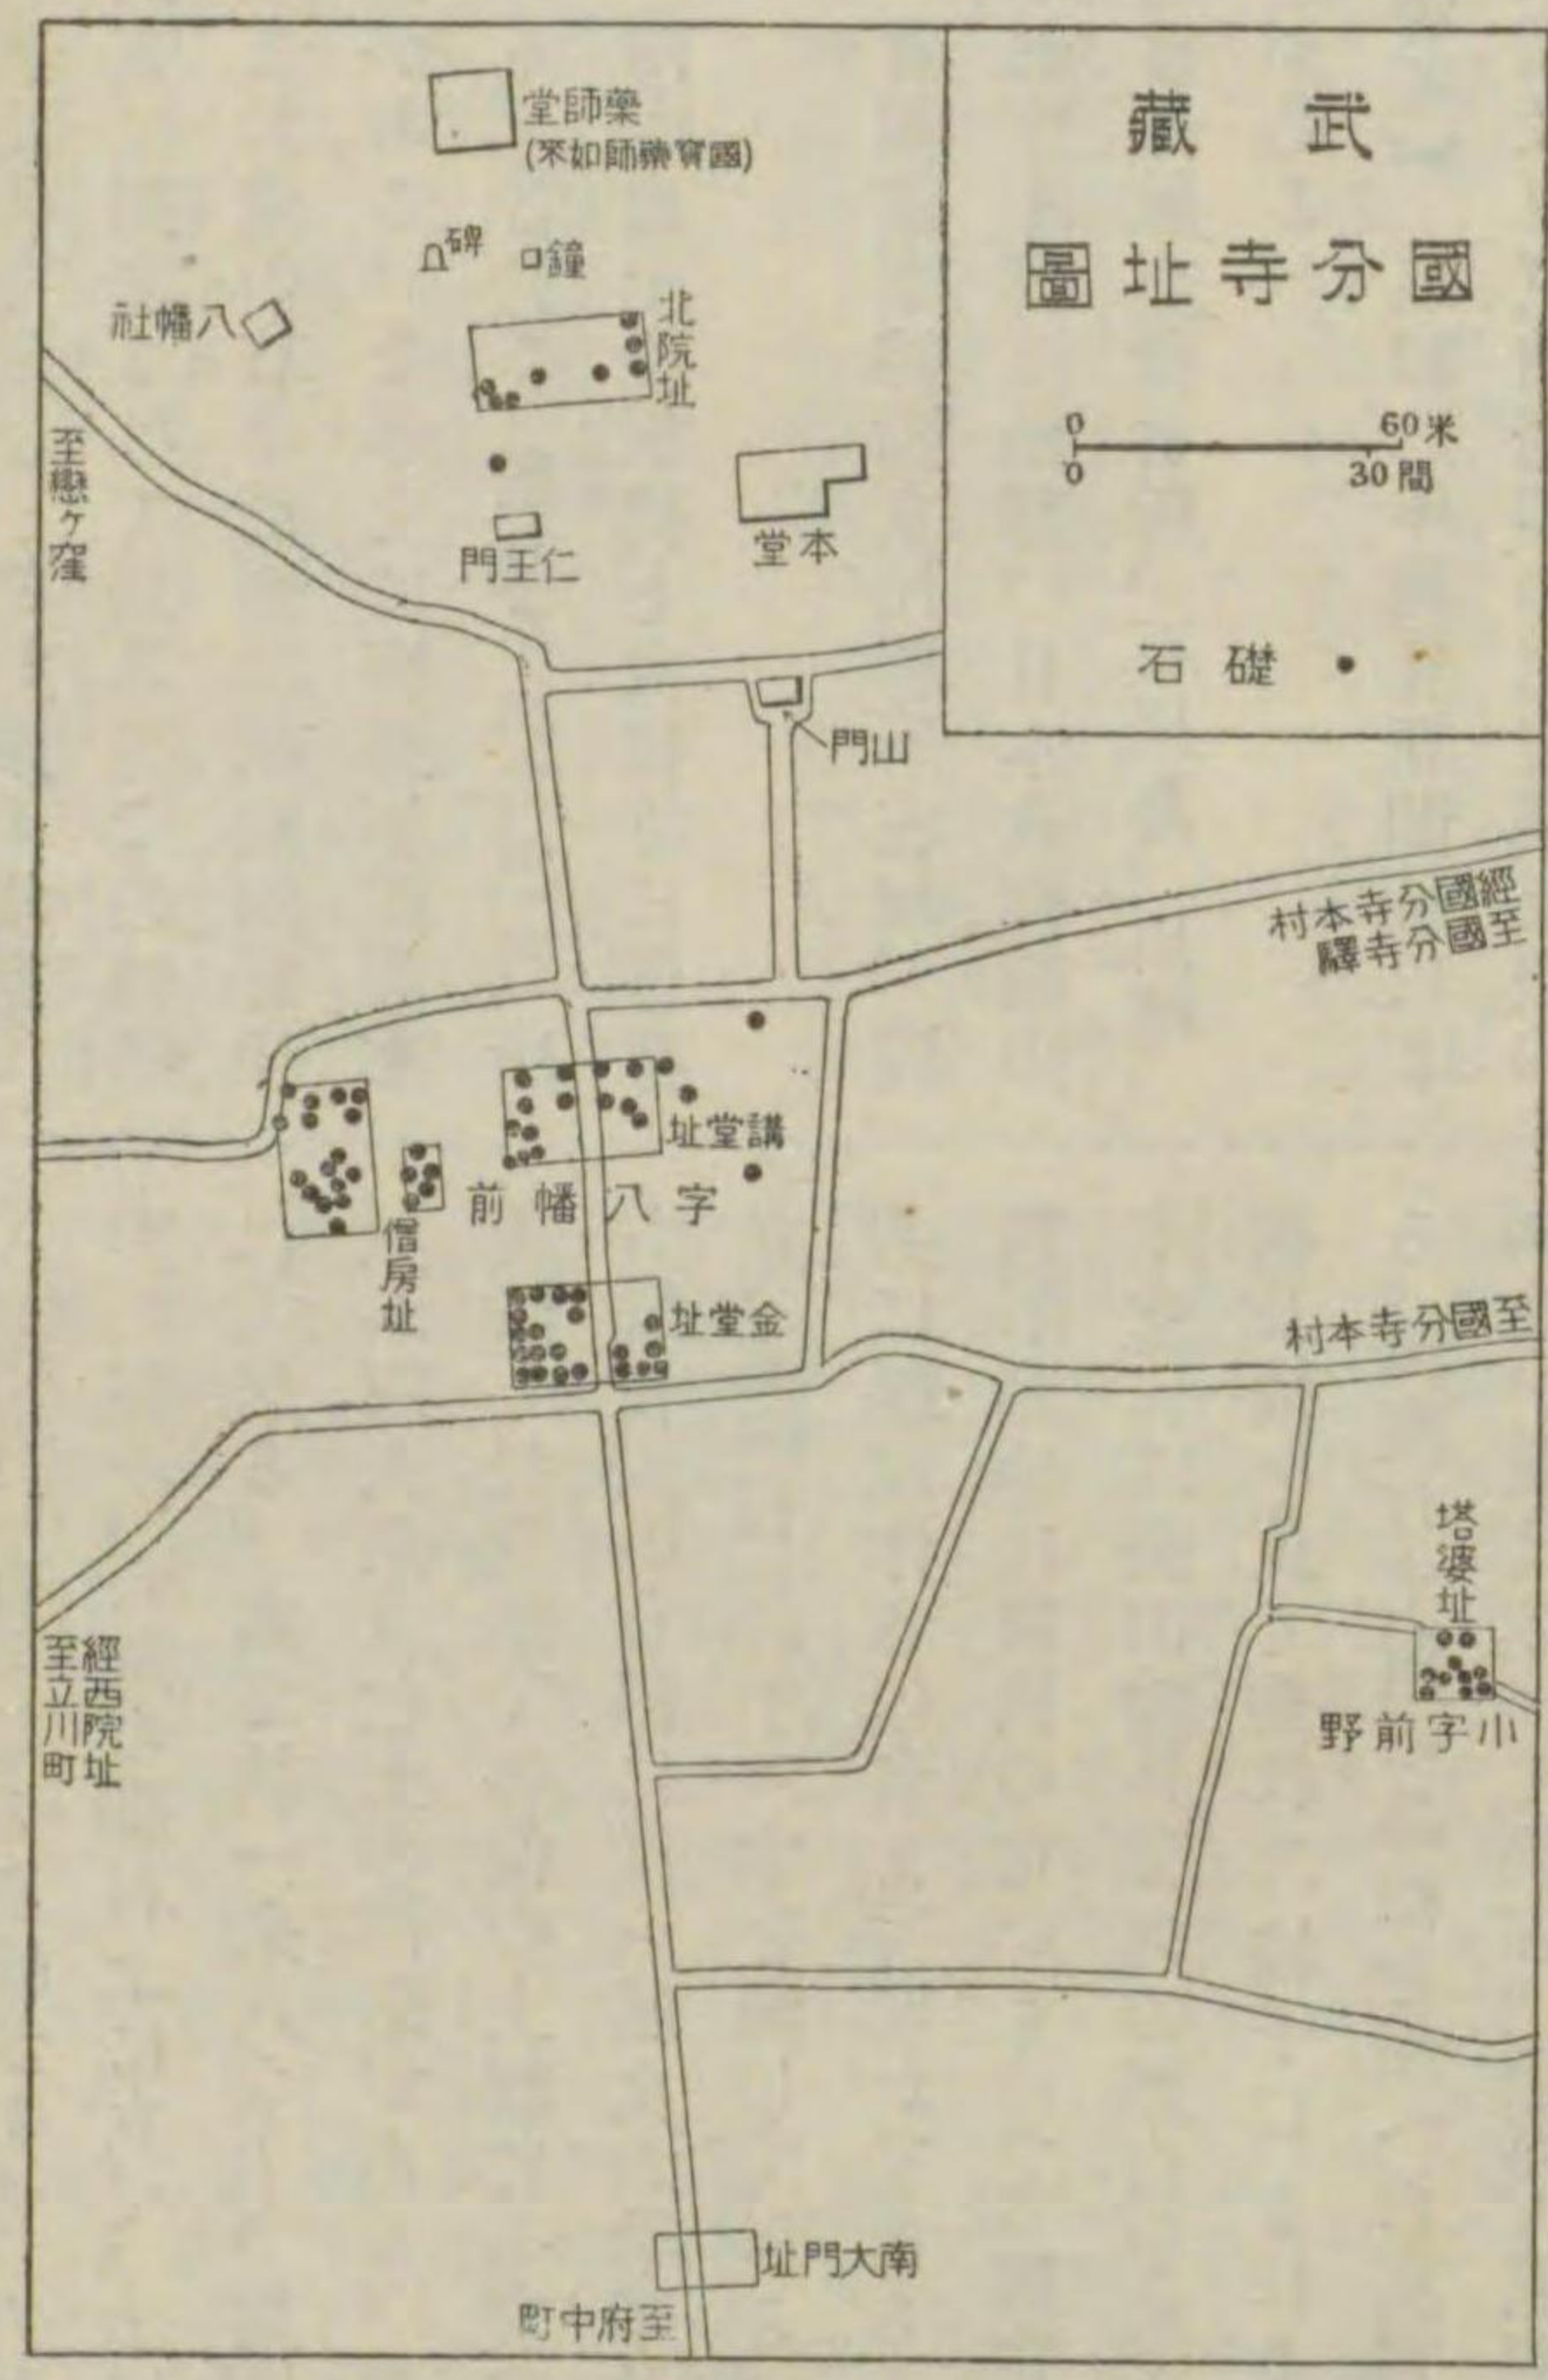 武藏
國分寺址圖
0 60米
0 30間
礎石
藥師堂
(國寶藥師如來)
碑
鐘
八幡社
北院址
至戀ヶ窪
仁王門
本堂
山門
經國分寺本村
至國分寺驛
講堂址
字八幡前
僧房址
金堂址
至國分寺本村
塔婆址
小字前野
經西院址
至立川町
南大門址
至府中町